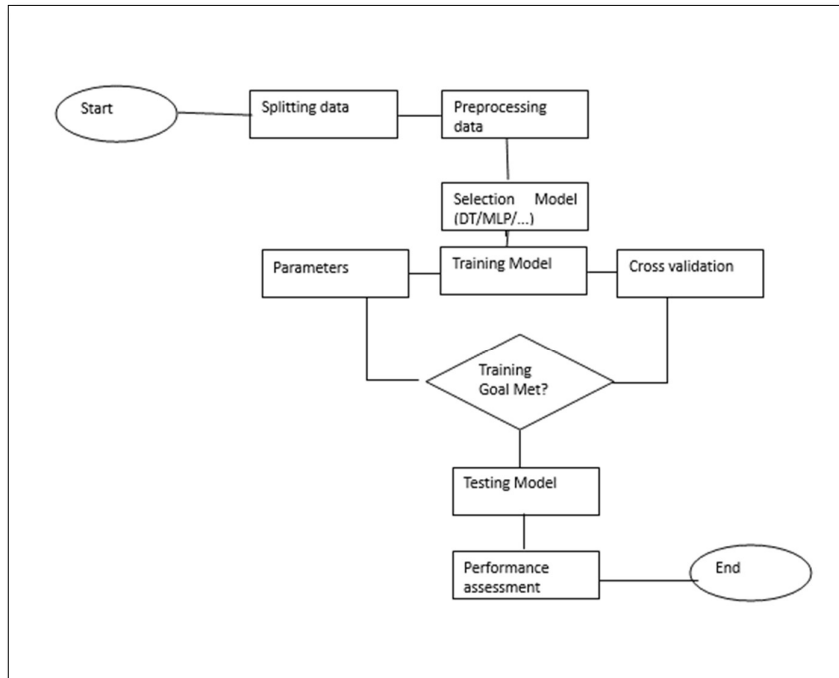 Start
Splitting data
Preprocessing
data
Selection Model
(DT/MLP/...)
Parameters
Training Model
Cross validation
Training
Goal Met?
Testing Model
Performance
assessment
End